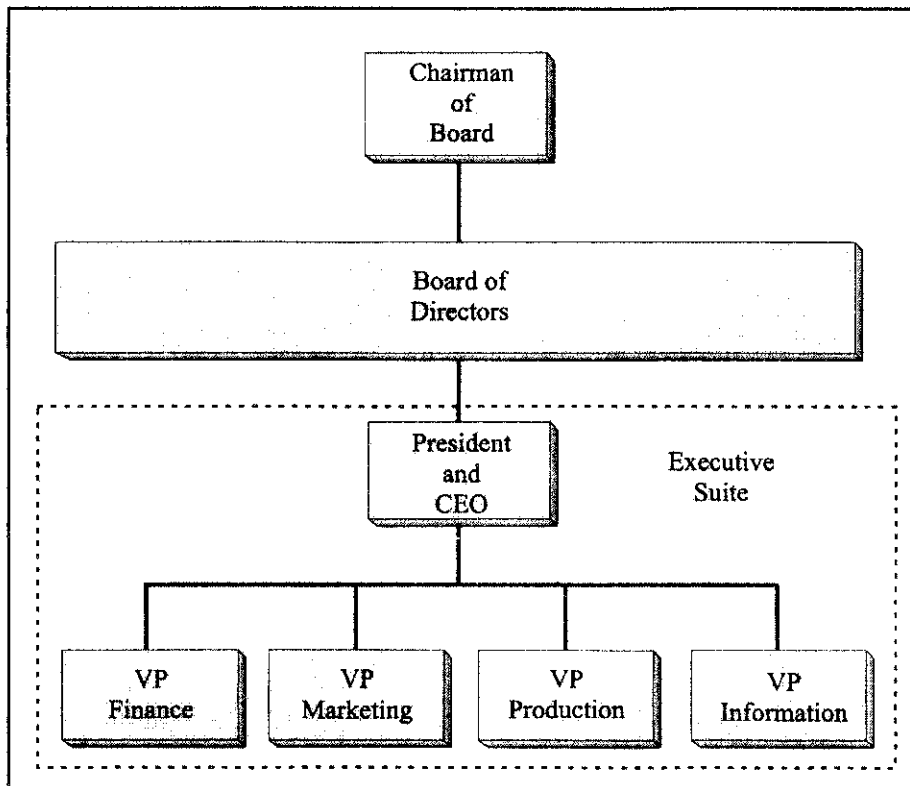 Chairman
of
Board
Board of
Directors
President
and
CEO
Executive
Suite
VP
Finance
VP
Marketing
VP
Production
VP
Information